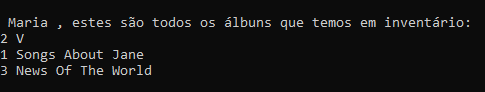 Maria , estes são todos os álbuns que temos em inventário:
2 V
1 Songs About Jane
3 News Of The World